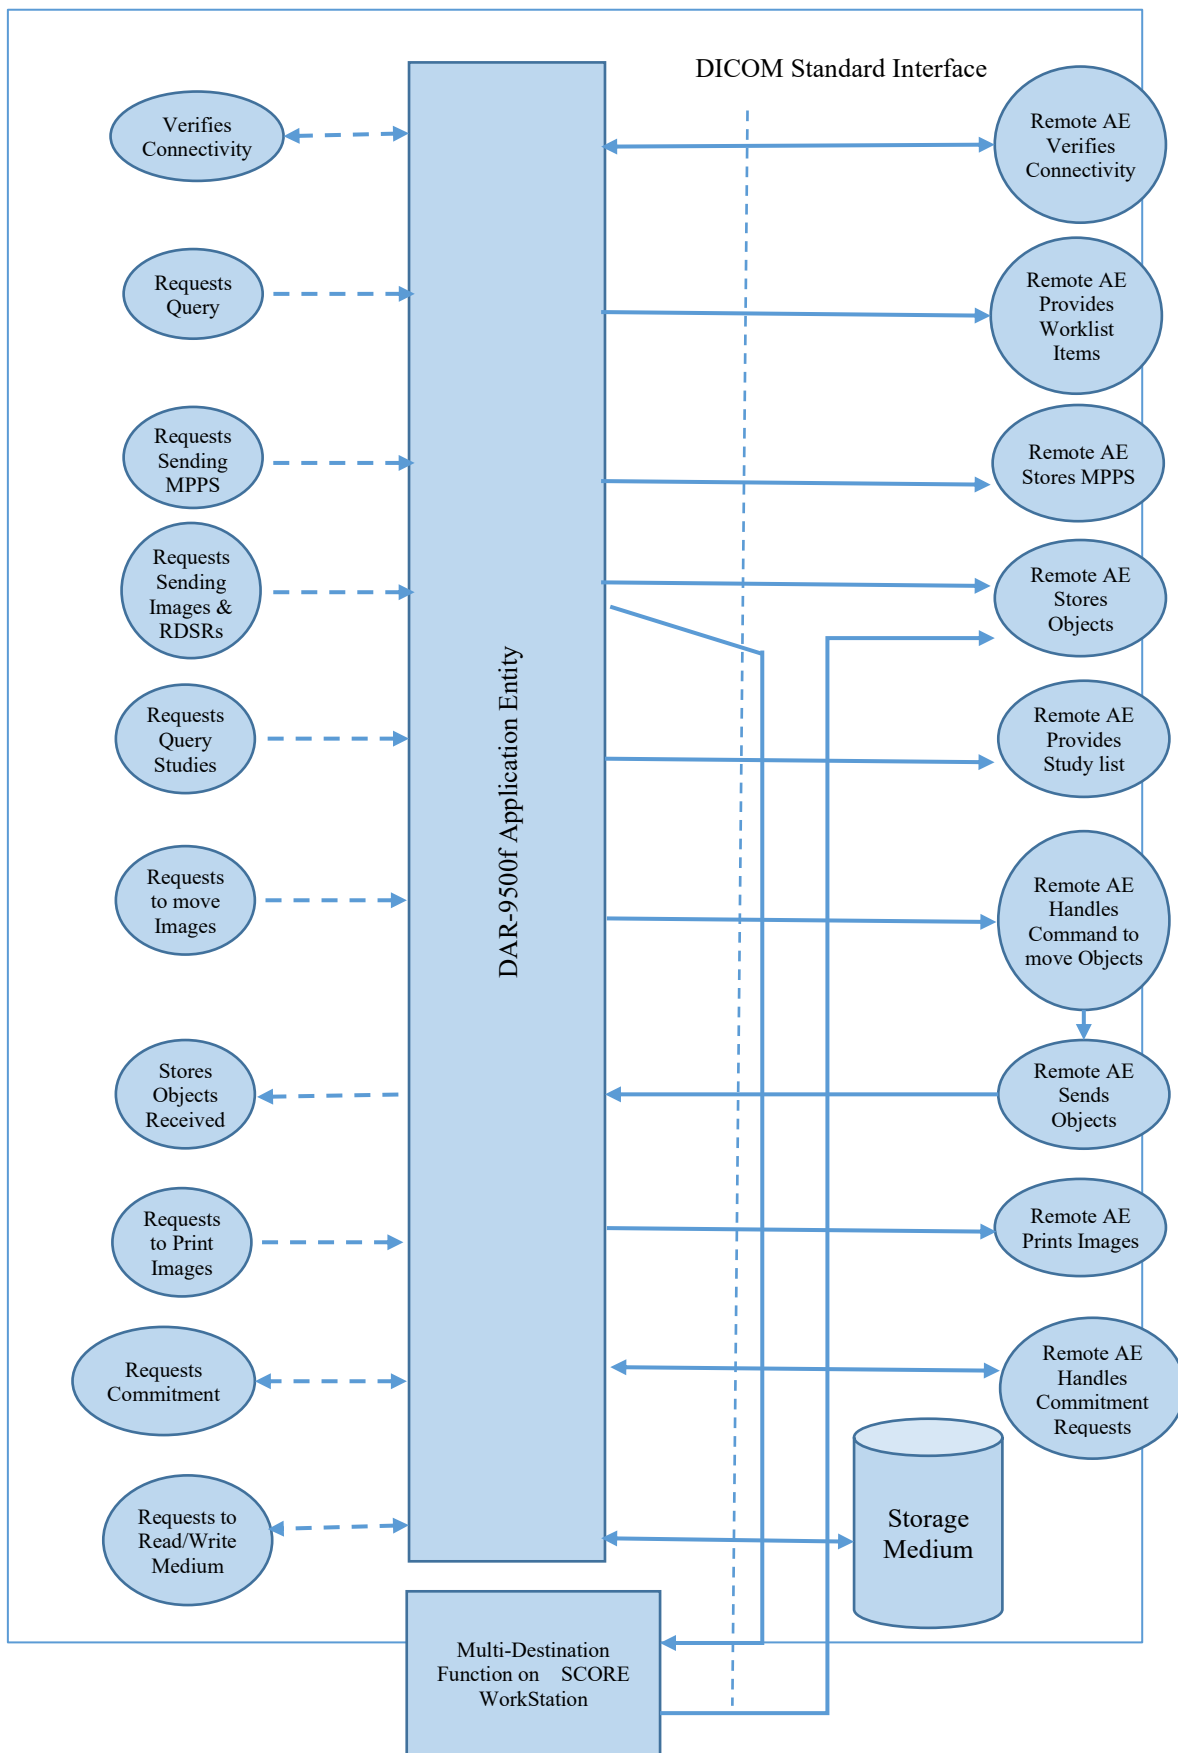 DICOM Standard Interface
Verifies
Connectivity
Remote AE
Verifies
Connectivity
Requests
Query
Remote AE
Provides
Worklist
Items
Requests
Sending
MPPS
Remote AE
Stores MPPS
Requests
Sending
Images &
RDSRs
Remote AE
Stores
Objects
DAR-9500f Application Entity
Requests
Query
Studies
Remote AE
Provides
Study list
Requests
to move
Images
Remote AE
Handles
Command to
move Objects
Stores
Objects
Received
Remote AE
Sends
Objects
Requests
to Print
Images
Remote AE
Prints Images
Requests
Commitment
Remote AE
Handles
Commitment
Requests
Requests to
Read/Write
Medium
Storage
Medium
Multi-Destination
Function on SCORE
WorkStation